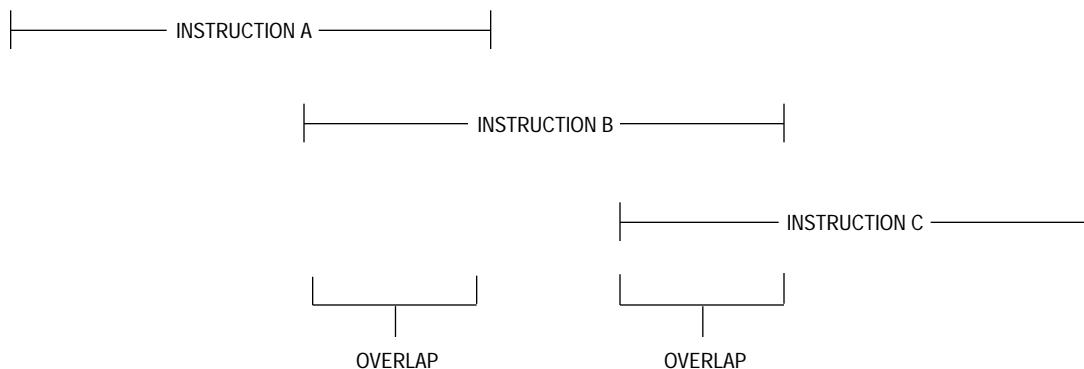 INSTRUCTION A
INSTRUCTION B
INSTRUCTION C
OVERLAP OVERLAP